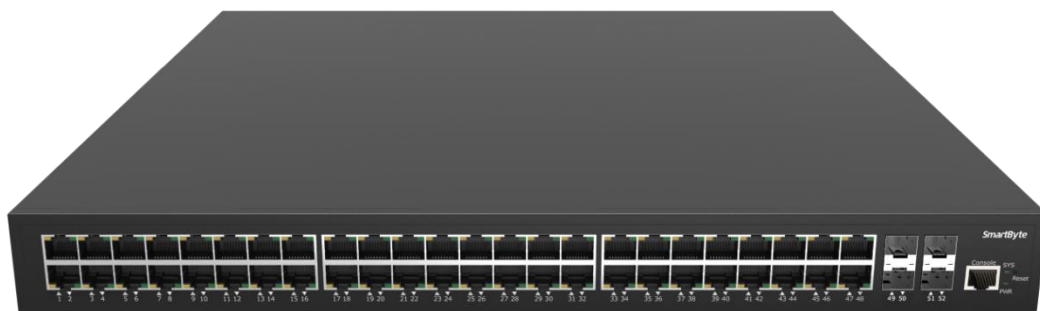 SmartByte
Console SYS
Reset
PWR
1 2 3 4 5 6 7 8 9 10 11 12 13 14 15 16 17 18 19 20 21 22 23 24 25 26 27 28 29 30 31 32 33 34 35 36 37 38 39 40 41 42 43 44 45 46 47 48 49 50 51 52